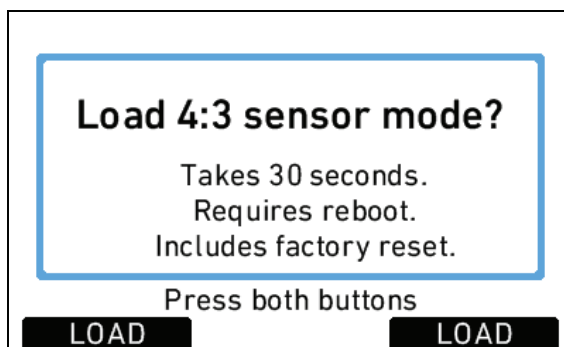 Load 4:3 sensor mode?
Takes 30 seconds.
Requires reboot.
Includes factory reset.
Press both buttons
LOAD LOAD